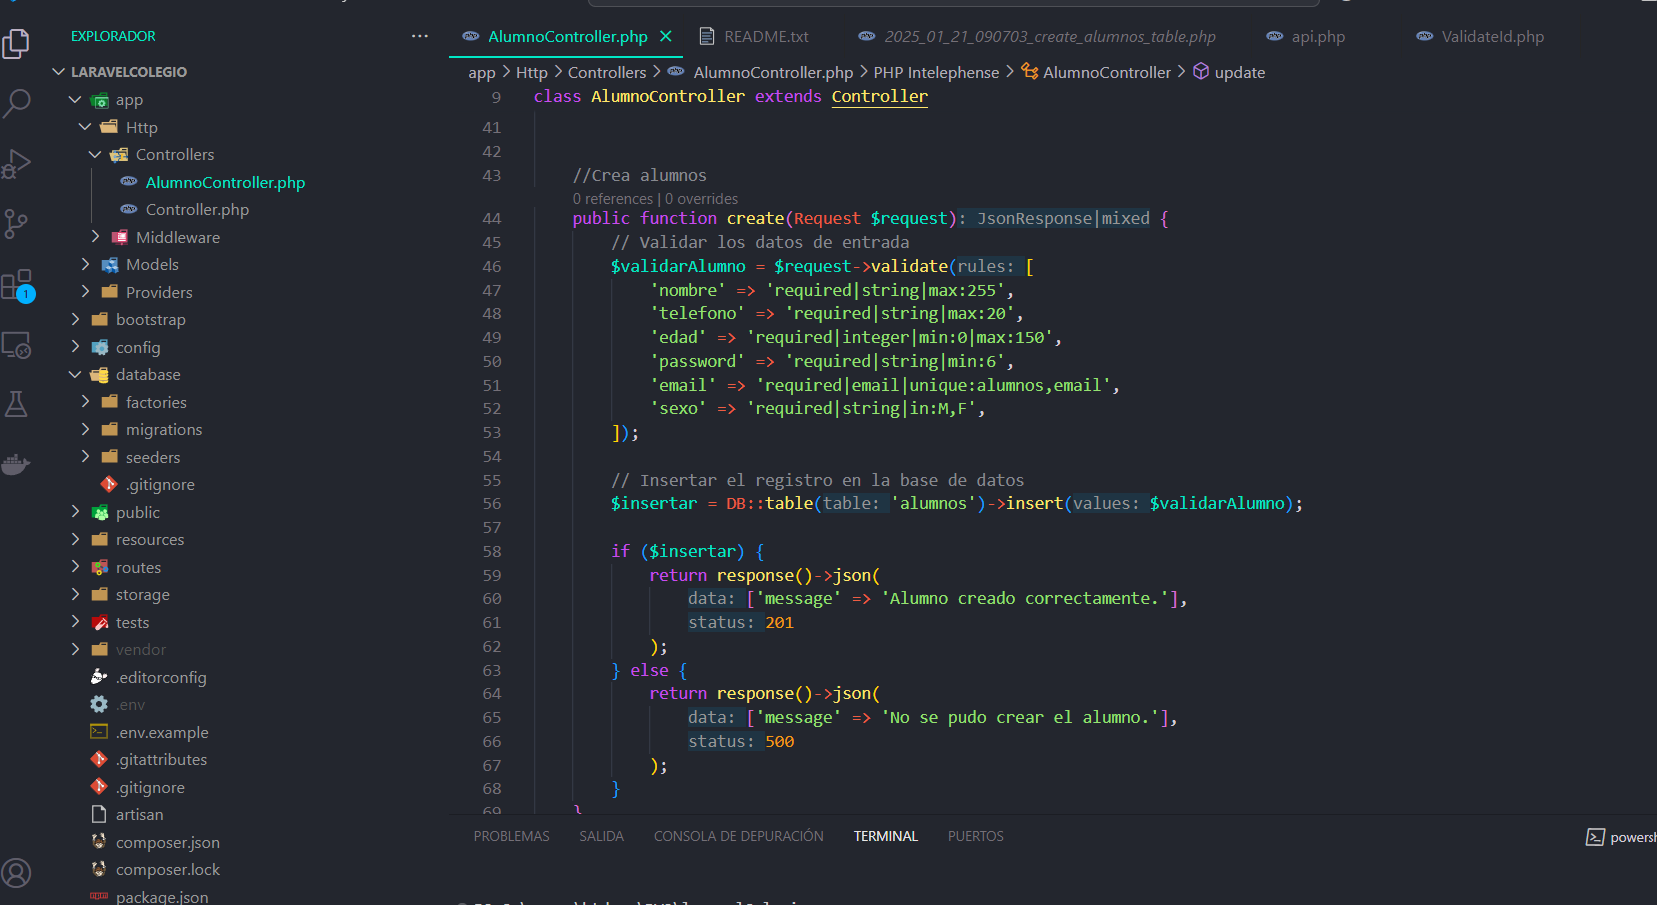 EXPLORADOR
LARAVELCOLEGIO
app
Http
Controllers
AlumnoController.php
Controller.php
Middleware
Models
Providers
bootstrap
config
database
factories
migrations
seeders
.gitignore
public
resources
routes
storage
tests
vendor
.editorconfig
.env
.env.example
.gitattributes
.gitignore
artisan
composer.json
composer.lock
package.json
1
AlumnoController.php
README.txt
2025_01_21_090703_create_alumnos_table.php
api.php
ValidateId.php
app > Http > Controllers > AlumnoController.php > PHP Intelephense > AlumnoController > update
9 class AlumnoController extends Controller
41
42
43 //Crea alumnos
0 references | 0 overrides
44 public function create(Request $request): JsonResponse|mixed {
45 // Validar los datos de entrada
46 $validarAlumno = $request->validate(rules: [
47 'nombre' => 'required|string|max:255',
48 'telefono' => 'required|string|max:20',
49 'edad' => 'required|integer|min:0|max:150',
50 'password' => 'required|string|min:6',
51 'email' => 'required|email|unique:alumnos,email',
52 'sexo' => 'required|string|in:M,F',
53 ]);
54
55 // Insertar el registro en la base de datos
56 $insertar = DB::table(table: 'alumnos')->insert(values: $validarAlumno);
57
58 if ($insertar) {
59 return response()->json(
60 data: ['message' => 'Alumno creado correctamente.'],
61 status: 201
62 );
63 } else {
64 return response()->json(
65 data: ['message' => 'No se pudo crear el alumno.'],
66 status: 500
67 );
68 }
69 }
PROBLEMAS
SALIDA
CONSOLA DE DEPURACIÓN
TERMINAL
PUERTOS
powersh